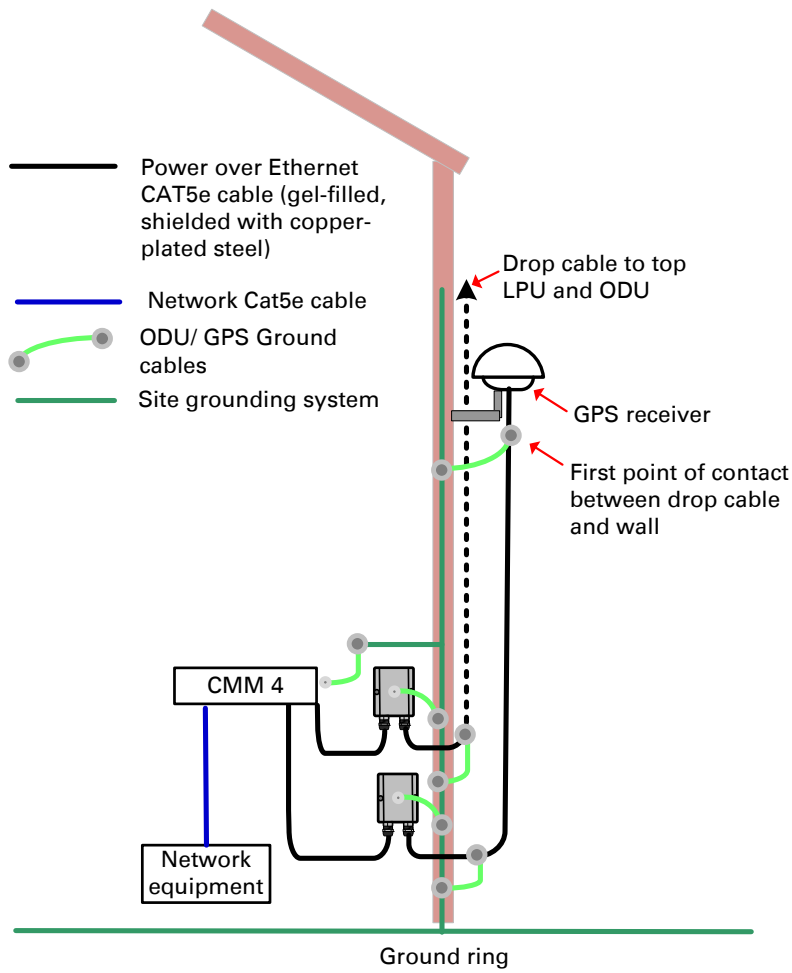 Power over Ethernet
CAT5e cable (gel-filled,
shielded with copper-
plated steel)
Network Cat5e cable
ODU/ GPS Ground
cables
Site grounding system
Drop cable to top
LPU and ODU
GPS receiver
First point of contact
between drop cable
and wall
CMM 4
Network
equipment
Ground ring